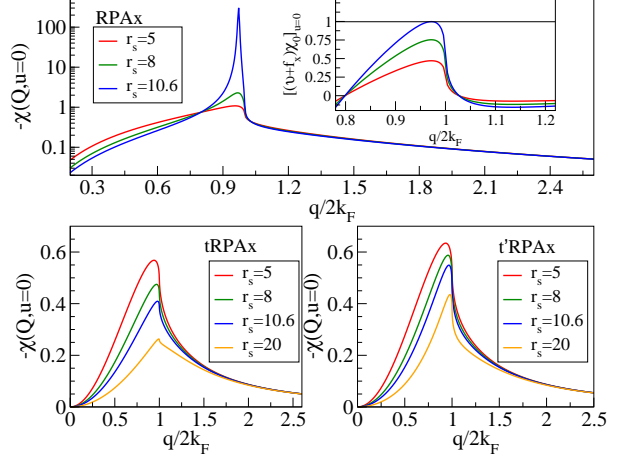 RPAx
r_s=5
r_s=8
r_s=10.6
-χ(Q,u=0)
100
10
1
0.1
0.3 0.6 0.9 1.2 1.5 1.8 2.1 2.4
q/2k_F
[(υ+f_x)χ_0]_{u=0}
1
0.75
0.5
0.25
0
0.8 0.9 1 1.1 1.2
q/2k_F
tRPAx
r_s=5
r_s=8
r_s=10.6
r_s=20
-χ(Q,u=0)
0.6
0.4
0.2
0
0 0.5 1 1.5 2 2.5
q/2k_F
t'RPAx
r_s=5
r_s=8
r_s=10.6
r_s=20
-χ(Q,u=0)
0.6
0.4
0.2
0
0 0.5 1 1.5 2 2.5
q/2k_F